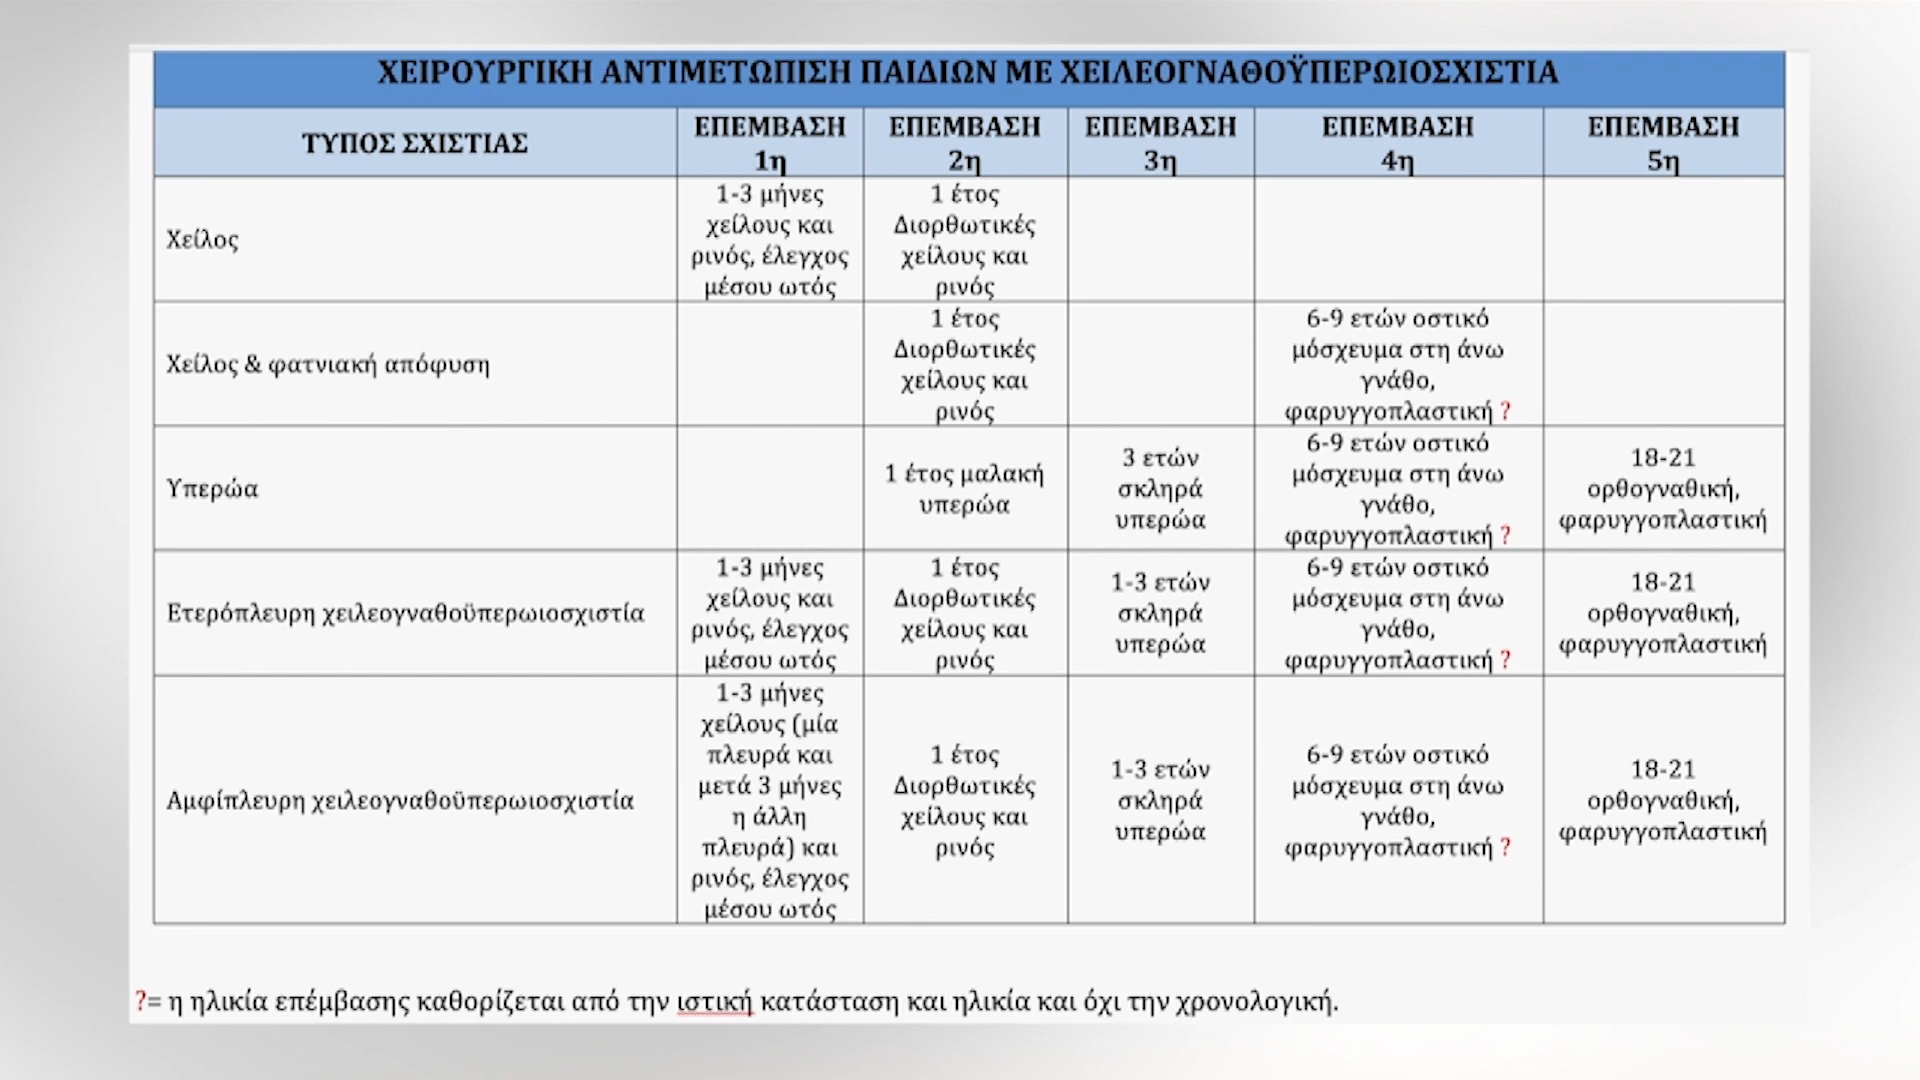 ΧΕΙΡΟΥΡΓΙΚΗ ΑΝΤΙΜΕΤΩΠΙΣΗ ΠΑΙΔΙΩΝ ΜΕ ΧΕΙΛΕΟΓΝΑΘΟΫΠΕΡΩΙΟΣΧΙΣΤΙΑ
ΤΥΠΟΣ ΣΧΙΣΤΙΑΣ
ΕΠΕΜΒΑΣΗ
1η
ΕΠΕΜΒΑΣΗ
2η
ΕΠΕΜΒΑΣΗ
3η
ΕΠΕΜΒΑΣΗ
4η
ΕΠΕΜΒΑΣΗ
5η
Χείλος
1-3 μήνες
χείλους και
ρινός, έλεγχος
μέσου ωτός
1 έτος
Διορθωτικές
χείλους και
ρινός
Χείλος & φατνιακή απόφυση
1 έτος
Διορθωτικές
χείλους και
ρινός
6-9 ετών οστικό
μόσχευμα στη άνω
γνάθο,
φαρυγγοπλαστική ?
Υπερώα
1 έτος μαλακή
υπερώα
3 ετών
σκληρά
υπερώα
6-9 ετών οστικό
μόσχευμα στη άνω
γνάθο,
φαρυγγοπλαστική ?
18-21
ορθογναθική,
φαρυγγοπλαστική
Ετερόπλευρη χειλεογναθοϋπερωιοσχιστία
1-3 μήνες
χείλους και
ρινός, έλεγχος
μέσου ωτός
1 έτος
Διορθωτικές
χείλους και
ρινός
1-3 ετών
σκληρά
υπερώα
6-9 ετών οστικό
μόσχευμα στη άνω
γνάθο,
φαρυγγοπλαστική ?
18-21
ορθογναθική,
φαρυγγοπλαστική
Αμφίπλευρη χειλεογναθοϋπερωιοσχιστία
1-3 μήνες
χείλους (μία
πλευρά και
μετά 3 μήνες
η άλλη
πλευρά) και
ρινός, έλεγχος
μέσου ωτός
1 έτος
Διορθωτικές
χείλους και
ρινός
1-3 ετών
σκληρά
υπερώα
6-9 ετών οστικό
μόσχευμα στη άνω
γνάθο,
φαρυγγοπλαστική ?
18-21
ορθογναθική,
φαρυγγοπλαστική
?= η ηλικία επέμβασης καθορίζεται από την ιστική κατάσταση και ηλικία και όχι την χρονολογική.